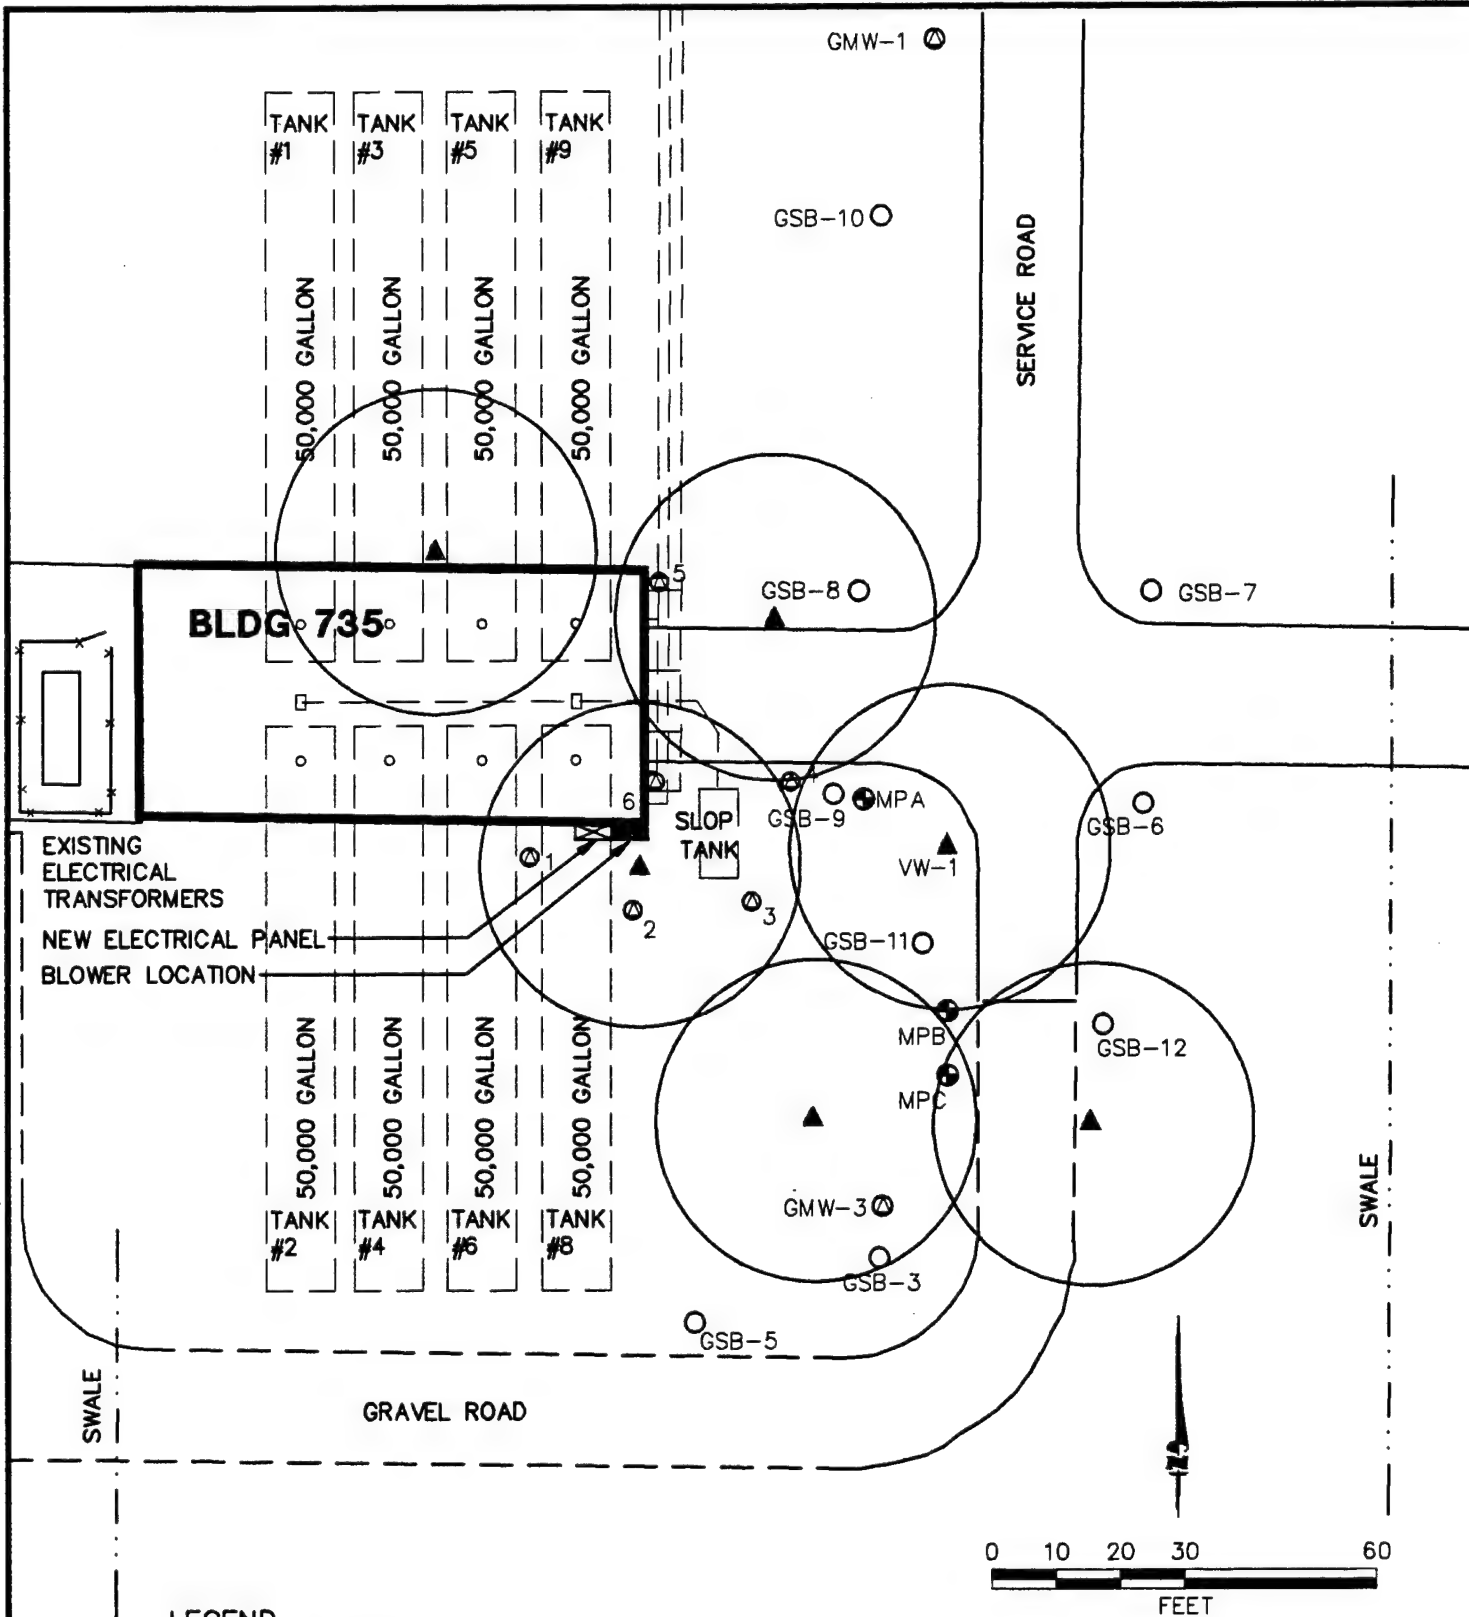 GMW-1
TANK #1
TANK #3
TANK #5
TANK #9
GSB-10
50,000 GALLON
50,000 GALLON
50,000 GALLON
50,000 GALLON
SERVICE ROAD
5
GSB-8
GSB-7
BLDG 735
6
SLOP
TANK
4
GSB-9
MPA
GSB-6
EXISTING
ELECTRICAL
TRANSFORMERS
1
VW-1
2
3
NEW ELECTRICAL PANEL
GSB-11
BLOWER LOCATION
MPB
GSB-12
MPC
50,000 GALLON
50,000 GALLON
50,000 GALLON
50,000 GALLON
SWALE
GMW-3
TANK #2
TANK #4
TANK #6
TANK #8
GSB-3
GSB-5
SWALE
GRAVEL ROAD
0 10 20 30 60
FEET
LEGEND